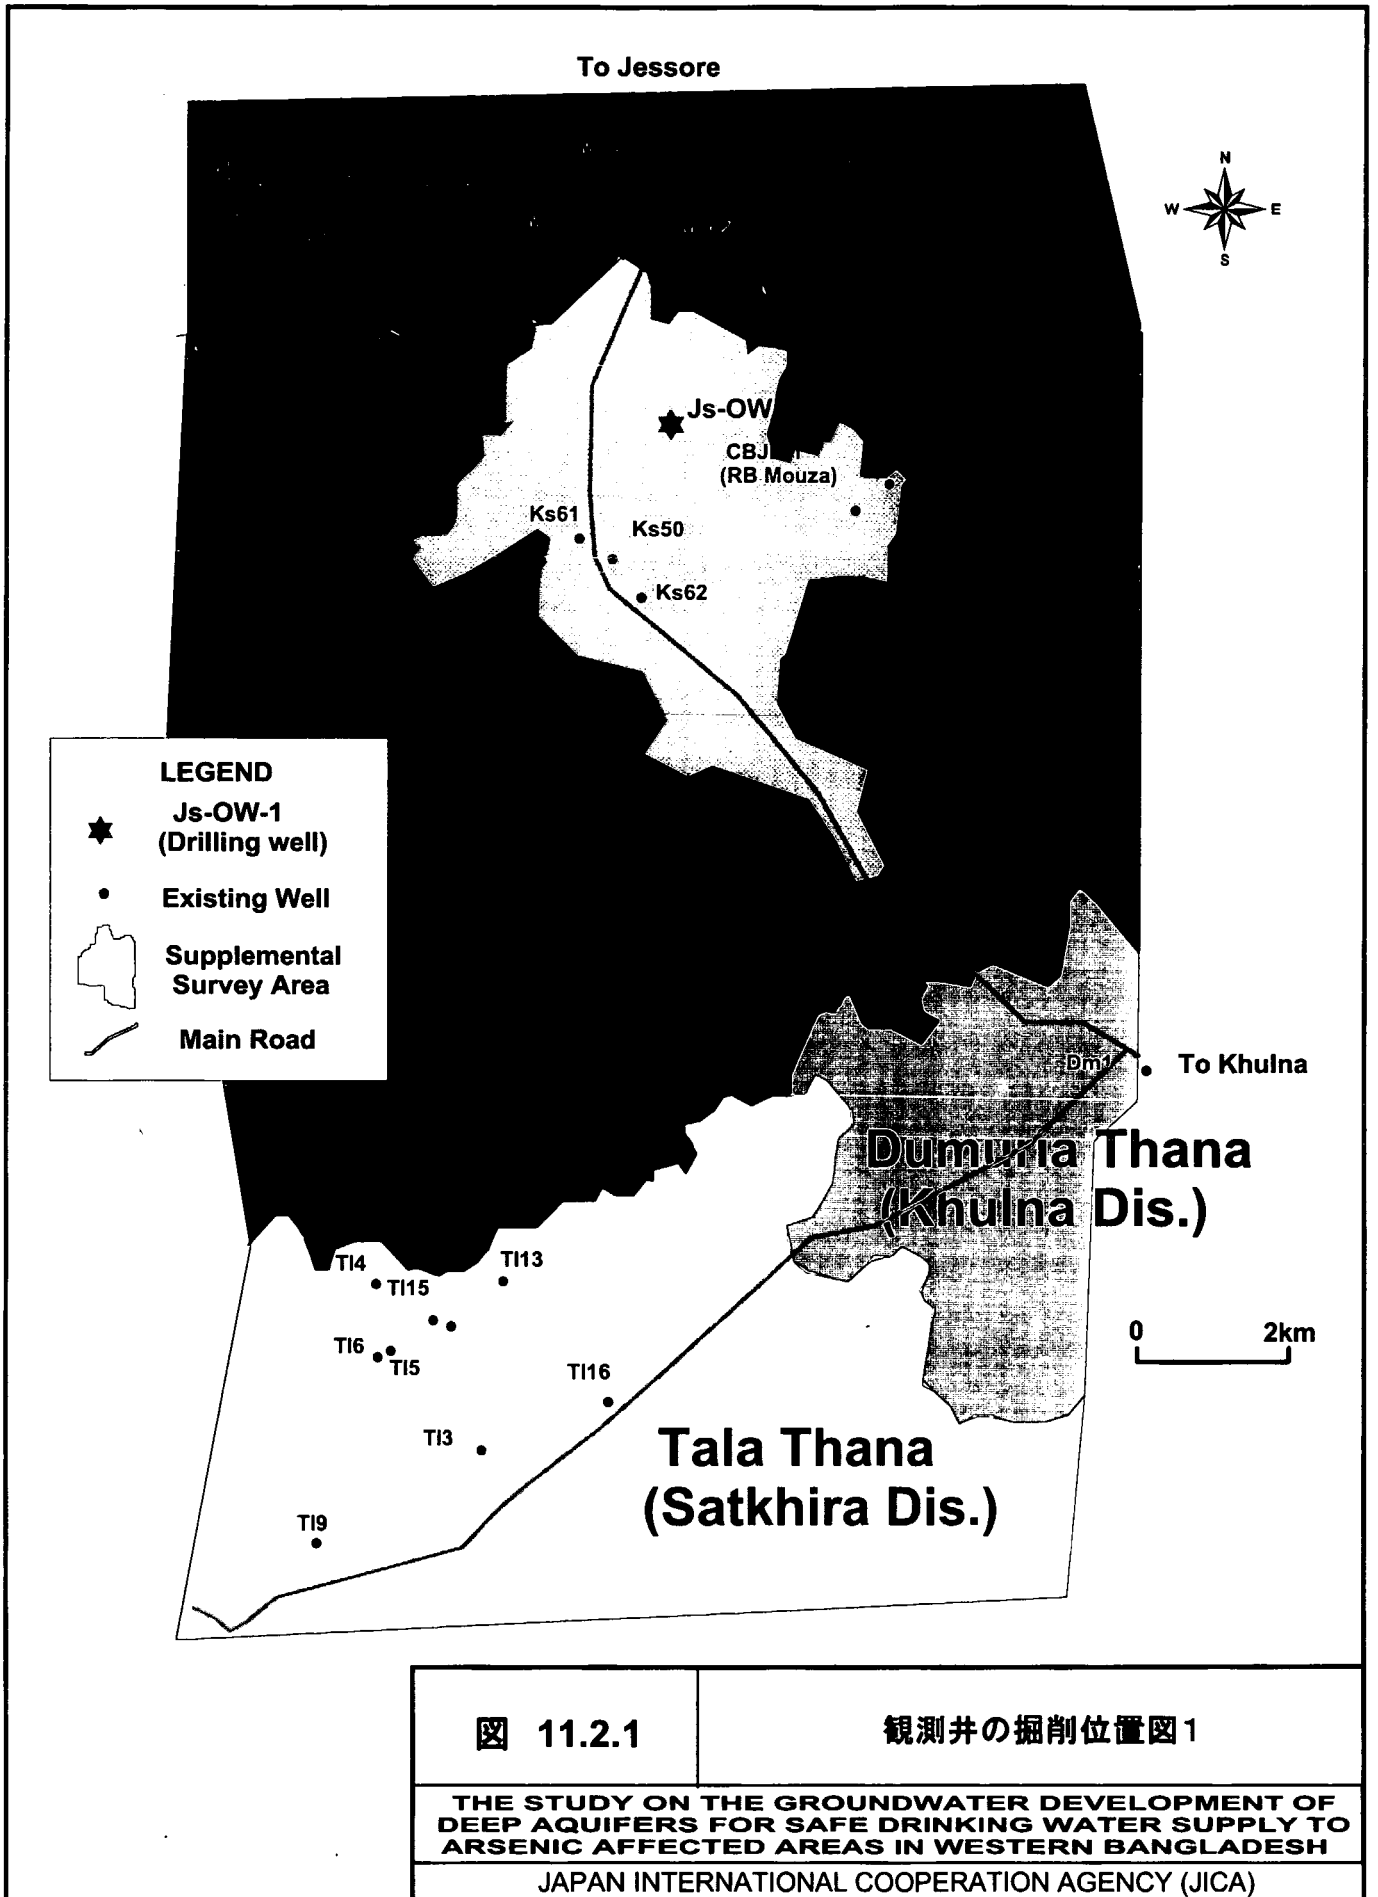 To Jessore
N
W E
S
Js-OW
CBJ
(RB Mouza)
Ks61
Ks50
Ks62
LEGEND
Js-OW-1
(Drilling well)
Existing Well
Supplemental
Survey Area
Main Road
Dm1
To Khulna
Dumuria Thana
(Khulna Dis.)
Tl4
Tl15
Tl13
Tl6
Tl5
Tl16
Tl3
Tl9
0 2km
Tala Thana
(Satkhira Dis.)
図 11.2.1
観測井の掘削位置図1
THE STUDY ON THE GROUNDWATER DEVELOPMENT OF
DEEP AQUIFERS FOR SAFE DRINKING WATER SUPPLY TO
ARSENIC AFFECTED AREAS IN WESTERN BANGLADESH
JAPAN INTERNATIONAL COOPERATION AGENCY (JICA)